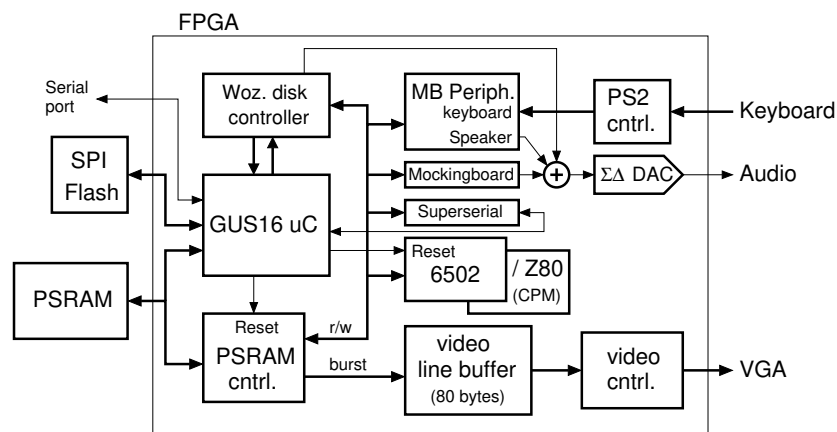 FPGA
Serial
port
Woz. disk
controller
MB Periph.
keyboard
Speaker
PS2
cntrl.
Keyboard
SPI
Flash
GUS16 uC
Mockingboard
+
ΣΔ DAC
Audio
Superserial
Reset
6502
/ Z80
(CPM)
PSRAM
Reset
PSRAM
cntrl.
r/w
burst
video
line buffer
(80 bytes)
video
cntrl.
VGA